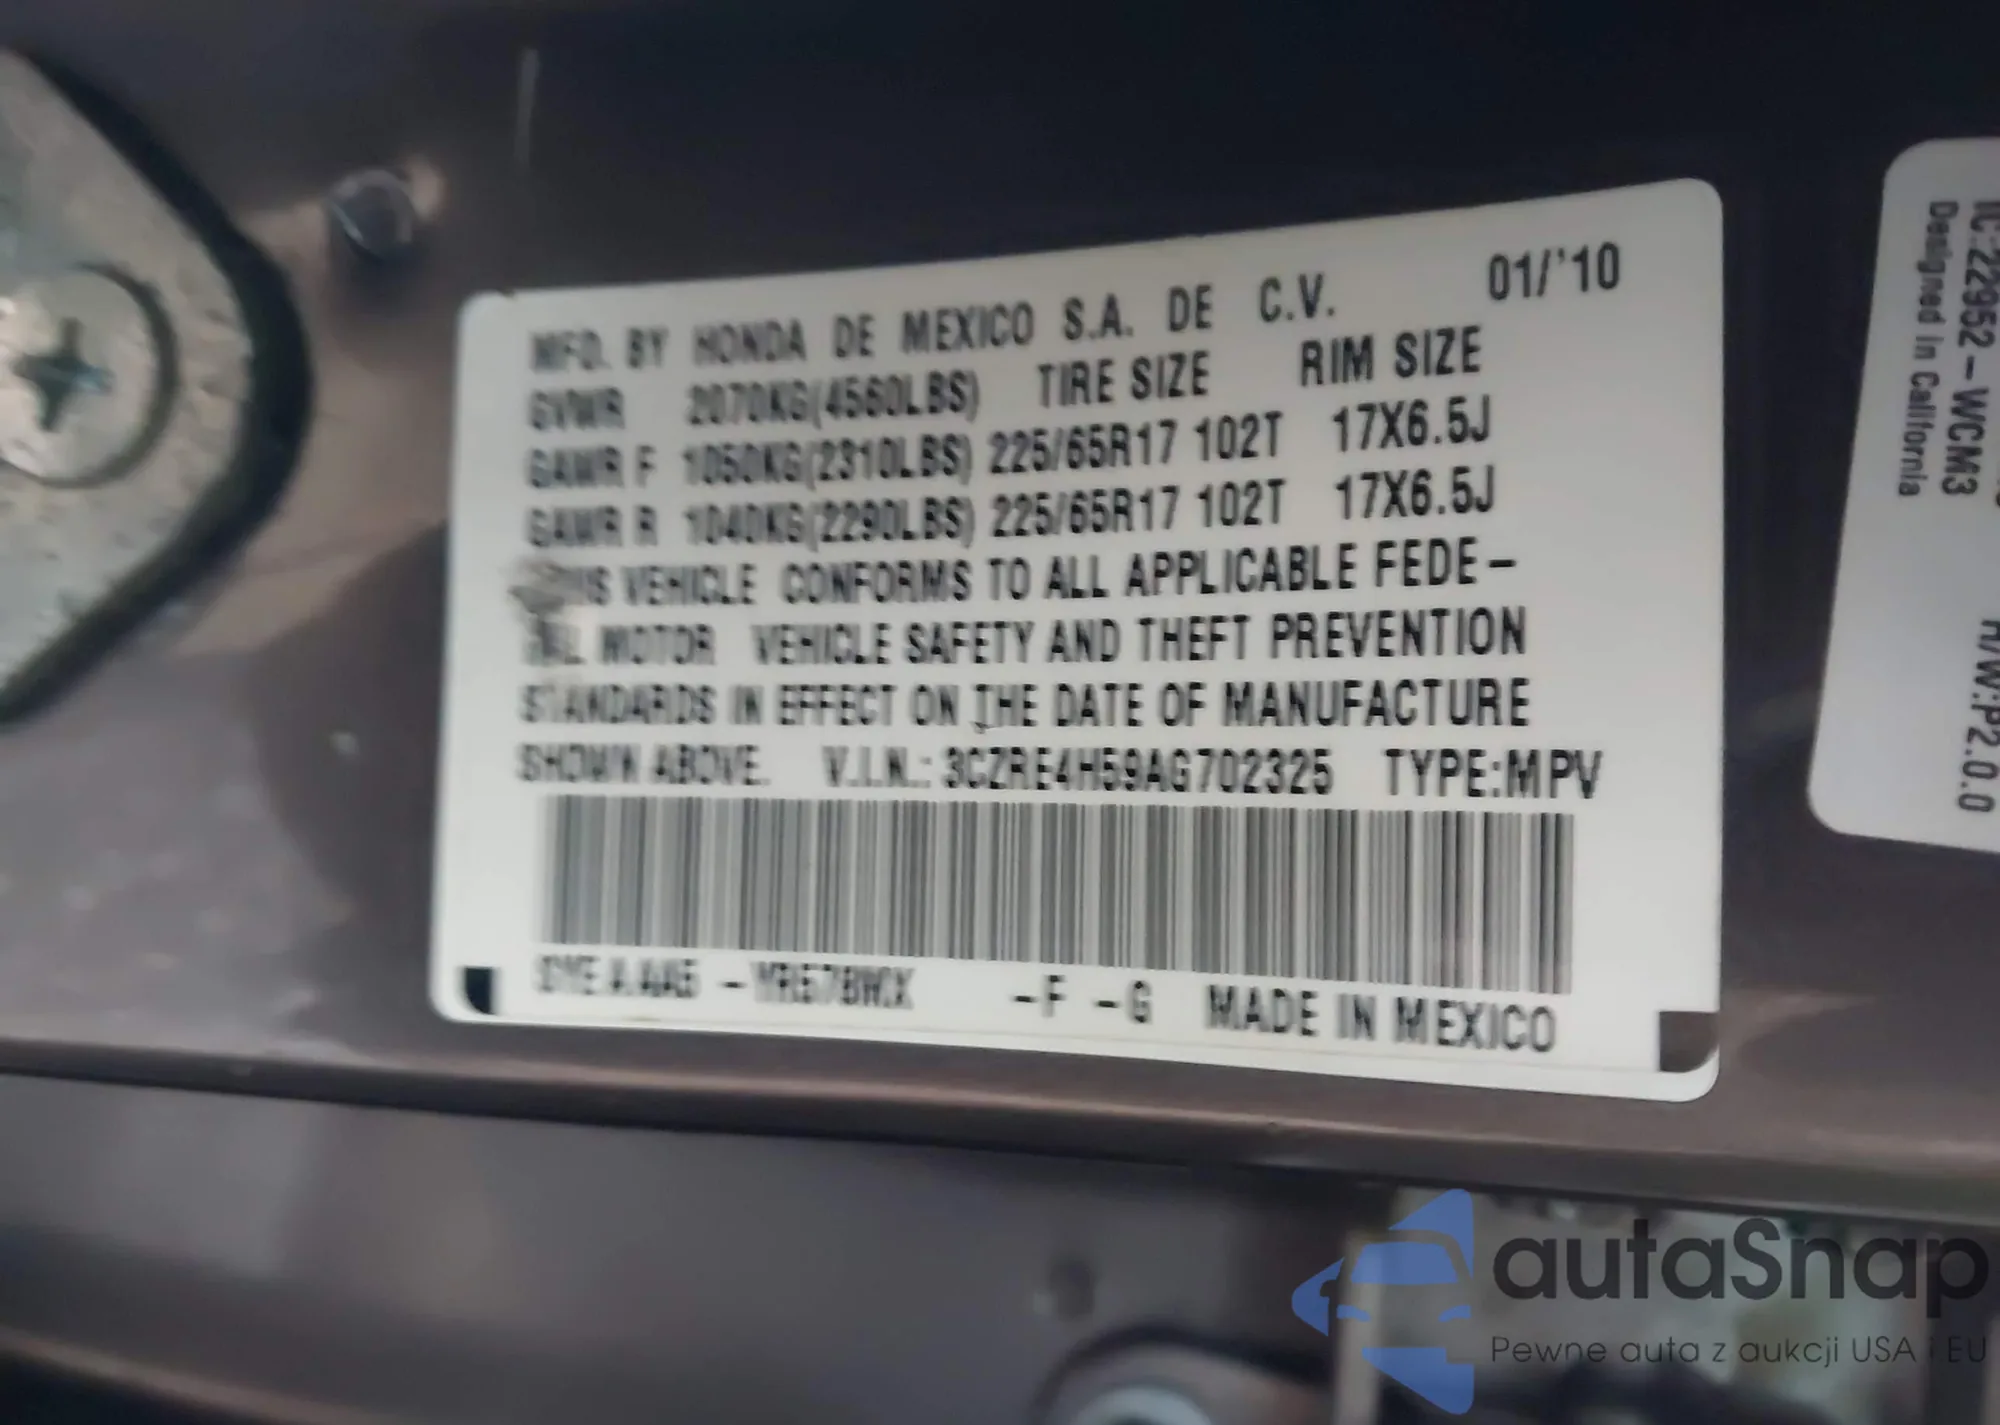 MFD. BY HONDA DE MEXICO S.A. DE C.V. 01/'10
GVWR 2070KG(4560LBS) TIRE SIZE RIM SIZE
GAWR F 1050KG(2310LBS) 225/65R17 102T 17X6.5J
GAWR R 1040KG(2290LBS) 225/65R17 102T 17X6.5J
THIS VEHICLE CONFORMS TO ALL APPLICABLE FEDE-
RAL MOTOR VEHICLE SAFETY AND THEFT PREVENTION
STANDARDS IN EFFECT ON THE DATE OF MANUFACTURE
SHOWN ABOVE. V.I.N.: 3CZRE4H59AG702325 TYPE:MPV
-F -G MADE IN MEXICO
IC:22952-WCM3
Designed in California
H/W:P2.0.0
autaSnap
Pewne auta z aukcji USA i EU